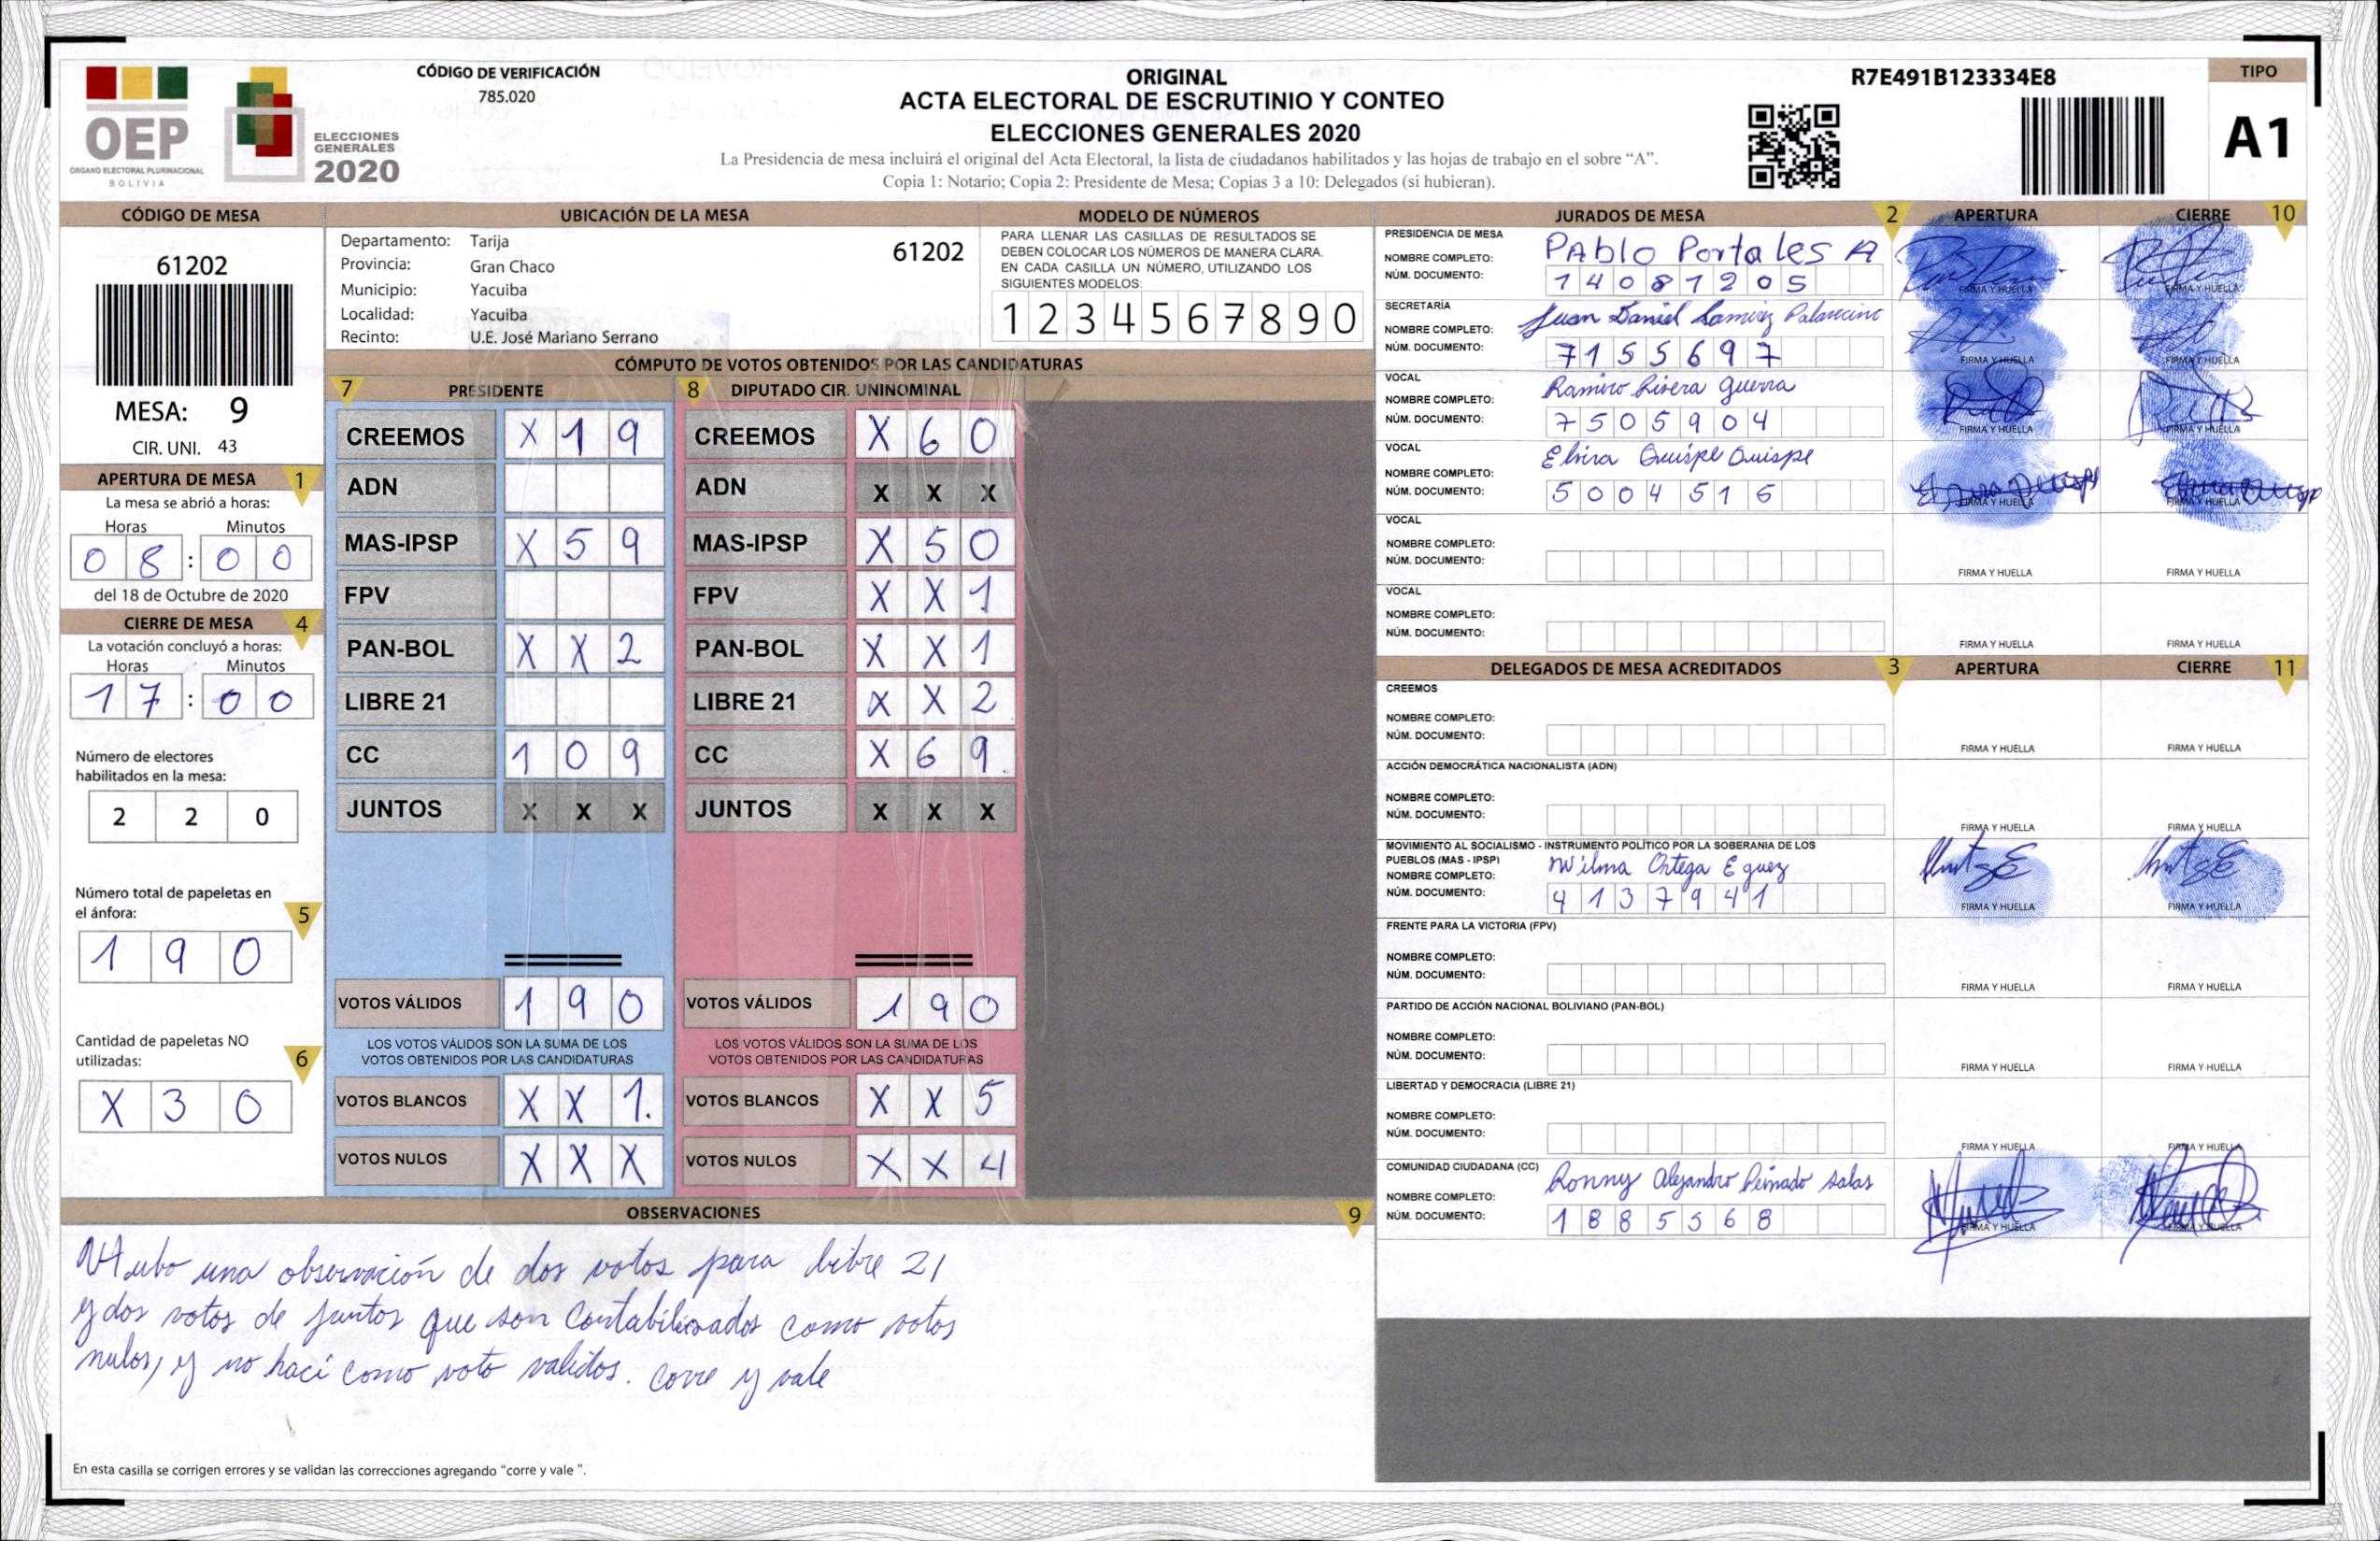 CÓDIGO DE VERIFICACIÓN
785.020
OEP
ÓRGANO ELECTORAL PLURINACIONAL
BOLIVIA
ELECCIONES
GENERALES
2020
ORIGINAL
ACTA ELECTORAL DE ESCRUTINIO Y CONTEO
ELECCIONES GENERALES 2020
La Presidencia de mesa incluirá el original del Acta Electoral, la lista de ciudadanos habilitados y las hojas de trabajo en el sobre “A”.
Copia 1: Notario; Copia 2: Presidente de Mesa; Copias 3 a 10: Delegados (si hubieran).
R7E491B123334E8
TIPO
A1
CÓDIGO DE MESA
61202
MESA: 9
CIR. UNI. 43
APERTURA DE MESA 1
La mesa se abrió a horas:
Horas Minutos
0 8 : 0 0
del 18 de Octubre de 2020
CIERRE DE MESA 4
La votación concluyó a horas:
Horas Minutos
1 7 : 0 0
Número de electores
habilitados en la mesa:
2 2 0
Número total de papeletas en
el ánfora: 5
1 9 0
Cantidad de papeletas NO
utilizadas: 6
X 3 0
UBICACIÓN DE LA MESA
Departamento: Tarija 61202
Provincia: Gran Chaco
Municipio: Yacuiba
Localidad: Yacuiba
Recinto: U.E. José Mariano Serrano
MODELO DE NÚMEROS
PARA LLENAR LAS CASILLAS DE RESULTADOS SE
DEBEN COLOCAR LOS NÚMEROS DE MANERA CLARA.
EN CADA CASILLA UN NÚMERO, UTILIZANDO LOS
SIGUIENTES MODELOS:
1 2 3 4 5 6 7 8 9 0
CÓMPUTO DE VOTOS OBTENIDOS POR LAS CANDIDATURAS
7 PRESIDENTE
CREEMOS X 1 9
ADN
MAS-IPSP X 5 9
FPV
PAN-BOL X X 2
LIBRE 21
CC 1 0 9
JUNTOS X X X
VOTOS VÁLIDOS 1 9 0
LOS VOTOS VÁLIDOS SON LA SUMA DE LOS
VOTOS OBTENIDOS POR LAS CANDIDATURAS
VOTOS BLANCOS X X 1.
VOTOS NULOS X X X
8 DIPUTADO CIR. UNINOMINAL
CREEMOS X 6 0
ADN X X X
MAS-IPSP X 5 0
FPV X X 1
PAN-BOL X X 1
LIBRE 21 X X 2
CC X 6 9.
JUNTOS X X X
VOTOS VÁLIDOS 1 9 0
LOS VOTOS VÁLIDOS SON LA SUMA DE LOS
VOTOS OBTENIDOS POR LAS CANDIDATURAS
VOTOS BLANCOS X X 5
VOTOS NULOS X X 4
OBSERVACIONES 9
Hubo una observación de dos votos para libre 21
y dos votos de Juntos que son Contabilizados como votos
nulos, y no haci como voto validos. corre y vale
En esta casilla se corrigen errores y se validan las correcciones agregando “corre y vale ”.
JURADOS DE MESA 2 APERTURA CIERRE 10
PRESIDENCIA DE MESA
NOMBRE COMPLETO: PAblo Portales A
NÚM. DOCUMENTO: 1 4 0 8 1 2 0 5
FIRMA Y HUELLA FIRMA Y HUELLA
SECRETARÍA
NOMBRE COMPLETO: Juan Daniel Ramirez Palavecino
NÚM. DOCUMENTO: 7 1 5 5 6 9 7
FIRMA Y HUELLA FIRMA Y HUELLA
VOCAL
NOMBRE COMPLETO: Ramiro Rivera Guerra
NÚM. DOCUMENTO: 7 5 0 5 9 0 4
FIRMA Y HUELLA FIRMA Y HUELLA
VOCAL
NOMBRE COMPLETO: Elvira Quispe Quispe
NÚM. DOCUMENTO: 5 0 0 4 5 1 6
FIRMA Y HUELLA FIRMA Y HUELLA
VOCAL
NOMBRE COMPLETO:
NÚM. DOCUMENTO:
FIRMA Y HUELLA FIRMA Y HUELLA
VOCAL
NOMBRE COMPLETO:
NÚM. DOCUMENTO:
FIRMA Y HUELLA FIRMA Y HUELLA
DELEGADOS DE MESA ACREDITADOS 3 APERTURA CIERRE 11
CREEMOS
NOMBRE COMPLETO:
NÚM. DOCUMENTO:
FIRMA Y HUELLA FIRMA Y HUELLA
ACCIÓN DEMOCRÁTICA NACIONALISTA (ADN)
NOMBRE COMPLETO:
NÚM. DOCUMENTO:
FIRMA Y HUELLA FIRMA Y HUELLA
MOVIMIENTO AL SOCIALISMO - INSTRUMENTO POLÍTICO POR LA SOBERANIA DE LOS
PUEBLOS (MAS - IPSP)
NOMBRE COMPLETO: Wilma Ortega Eguez
NÚM. DOCUMENTO: 4 1 3 7 9 4 1
FIRMA Y HUELLA FIRMA Y HUELLA
FRENTE PARA LA VICTORIA (FPV)
NOMBRE COMPLETO:
NÚM. DOCUMENTO:
FIRMA Y HUELLA FIRMA Y HUELLA
PARTIDO DE ACCIÓN NACIONAL BOLIVIANO (PAN-BOL)
NOMBRE COMPLETO:
NÚM. DOCUMENTO:
FIRMA Y HUELLA FIRMA Y HUELLA
LIBERTAD Y DEMOCRACIA (LIBRE 21)
NOMBRE COMPLETO:
NÚM. DOCUMENTO:
FIRMA Y HUELLA FIRMA Y HUELLA
COMUNIDAD CIUDADANA (CC)
NOMBRE COMPLETO: Ronny Alejandro Peinado Salas
NÚM. DOCUMENTO: 1 8 8 5 5 6 8
FIRMA Y HUELLA FIRMA Y HUELLA